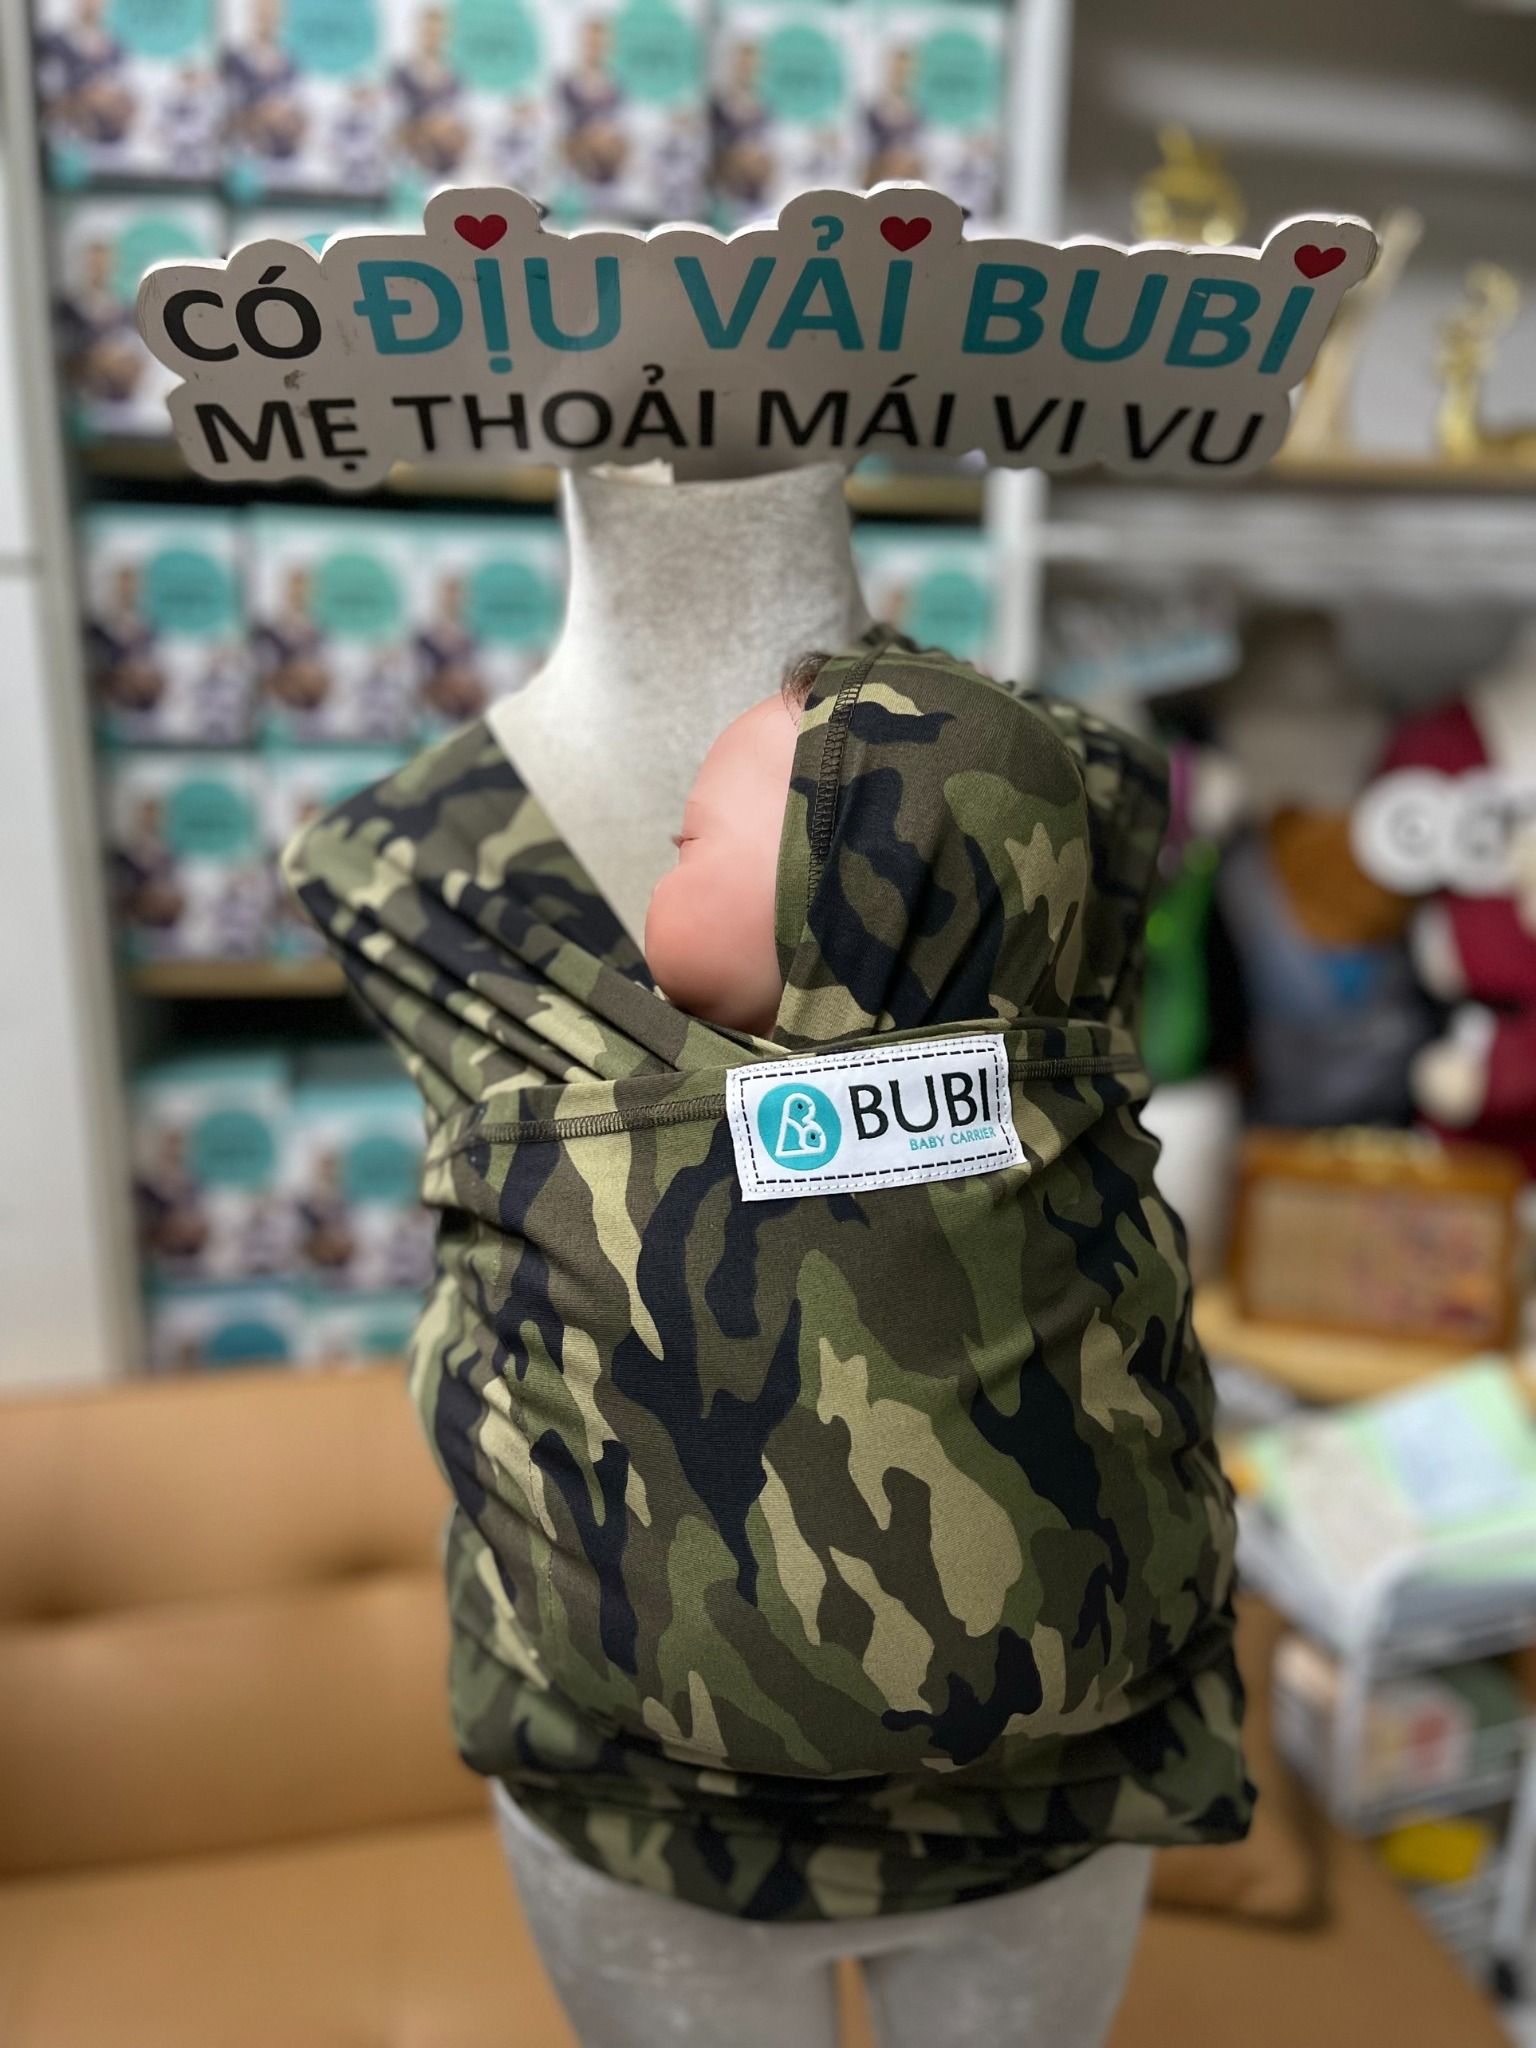 CÓ ĐỊU VẢI BUBI
MẸ THOẢI MÁI VI VU
BUBI
BABY CARRIER